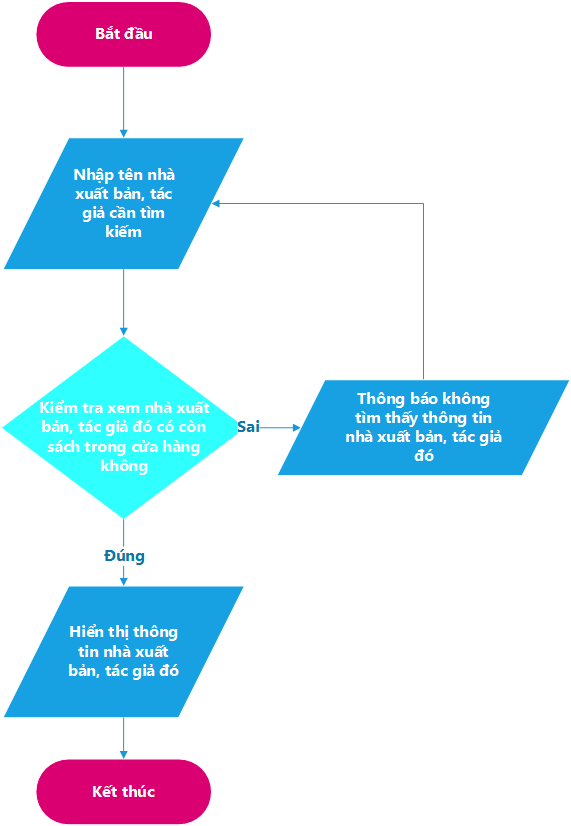 Bắt đầu
Nhập tên nhà
xuất bản, tác
giả cần tìm
kiếm
Kiểm tra xem nhà xuất
bản, tác giả đó có còn
sách trong cửa hàng
không
Sai
Thông báo không
tìm thấy thông tin
nhà xuất bản, tác giả
đó
Đúng
Hiển thị thông
tin nhà xuất
bản, tác giả đó
Kết thúc